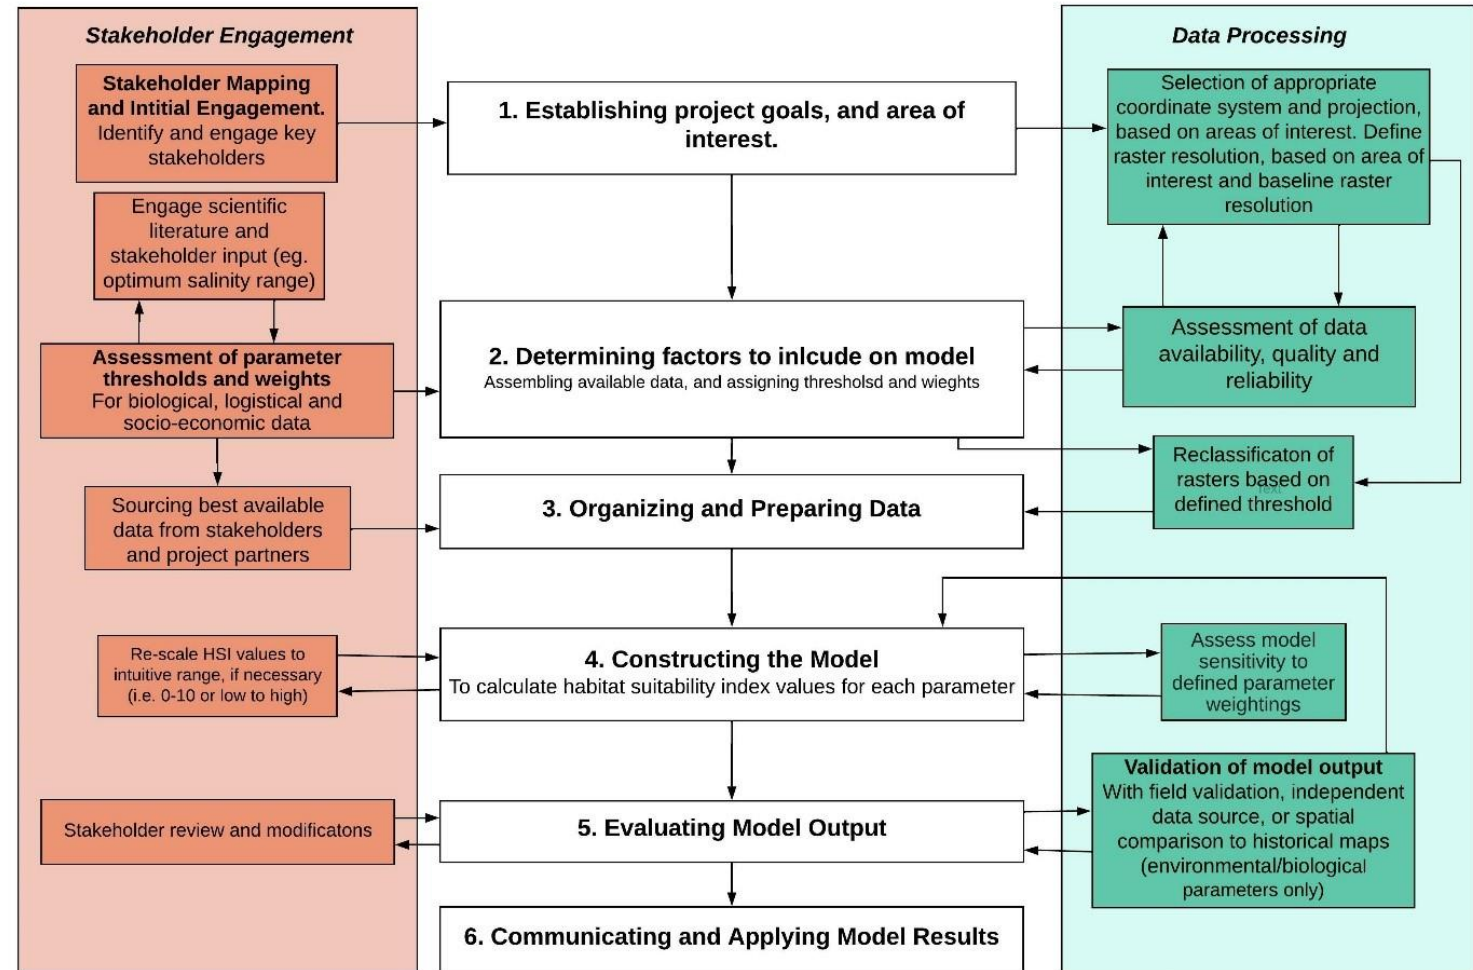 Stakeholder Engagement
Stakeholder Mapping
and Intitial Engagement.
Identify and engage key
stakeholders
Engage scientific
literature and
stakeholder input (eg.
optimum salinity range)
Assessment of parameter
thresholds and weights
For biological, logistical and
socio-economic data
Sourcing best available
data from stakeholders
and project partners
Re-scale HSI values to
intuitive range, if necessary
(i.e. 0-10 or low to high)
Stakeholder review and modificatons
1. Establishing project goals, and area of
interest.
2. Determining factors to inlcude on model
Assembling available data, and assigning thresholsd and wieghts
3. Organizing and Preparing Data
4. Constructing the Model
To calculate habitat suitability index values for each parameter
5. Evaluating Model Output
6. Communicating and Applying Model Results
Data Processing
Selection of appropriate
coordinate system and projection,
based on areas of interest. Define
raster resolution, based on area of
interest and baseline raster
resolution
Assessment of data
availability, quality and
reliability
Reclassificaton of
rasters based on
Text
defined threshold
Assess model
sensitivity to
defined parameter
weightings
Validation of model output
With field validation, independent
data source, or spatial
comparison to historical maps
(environmental/biological
parameters only)